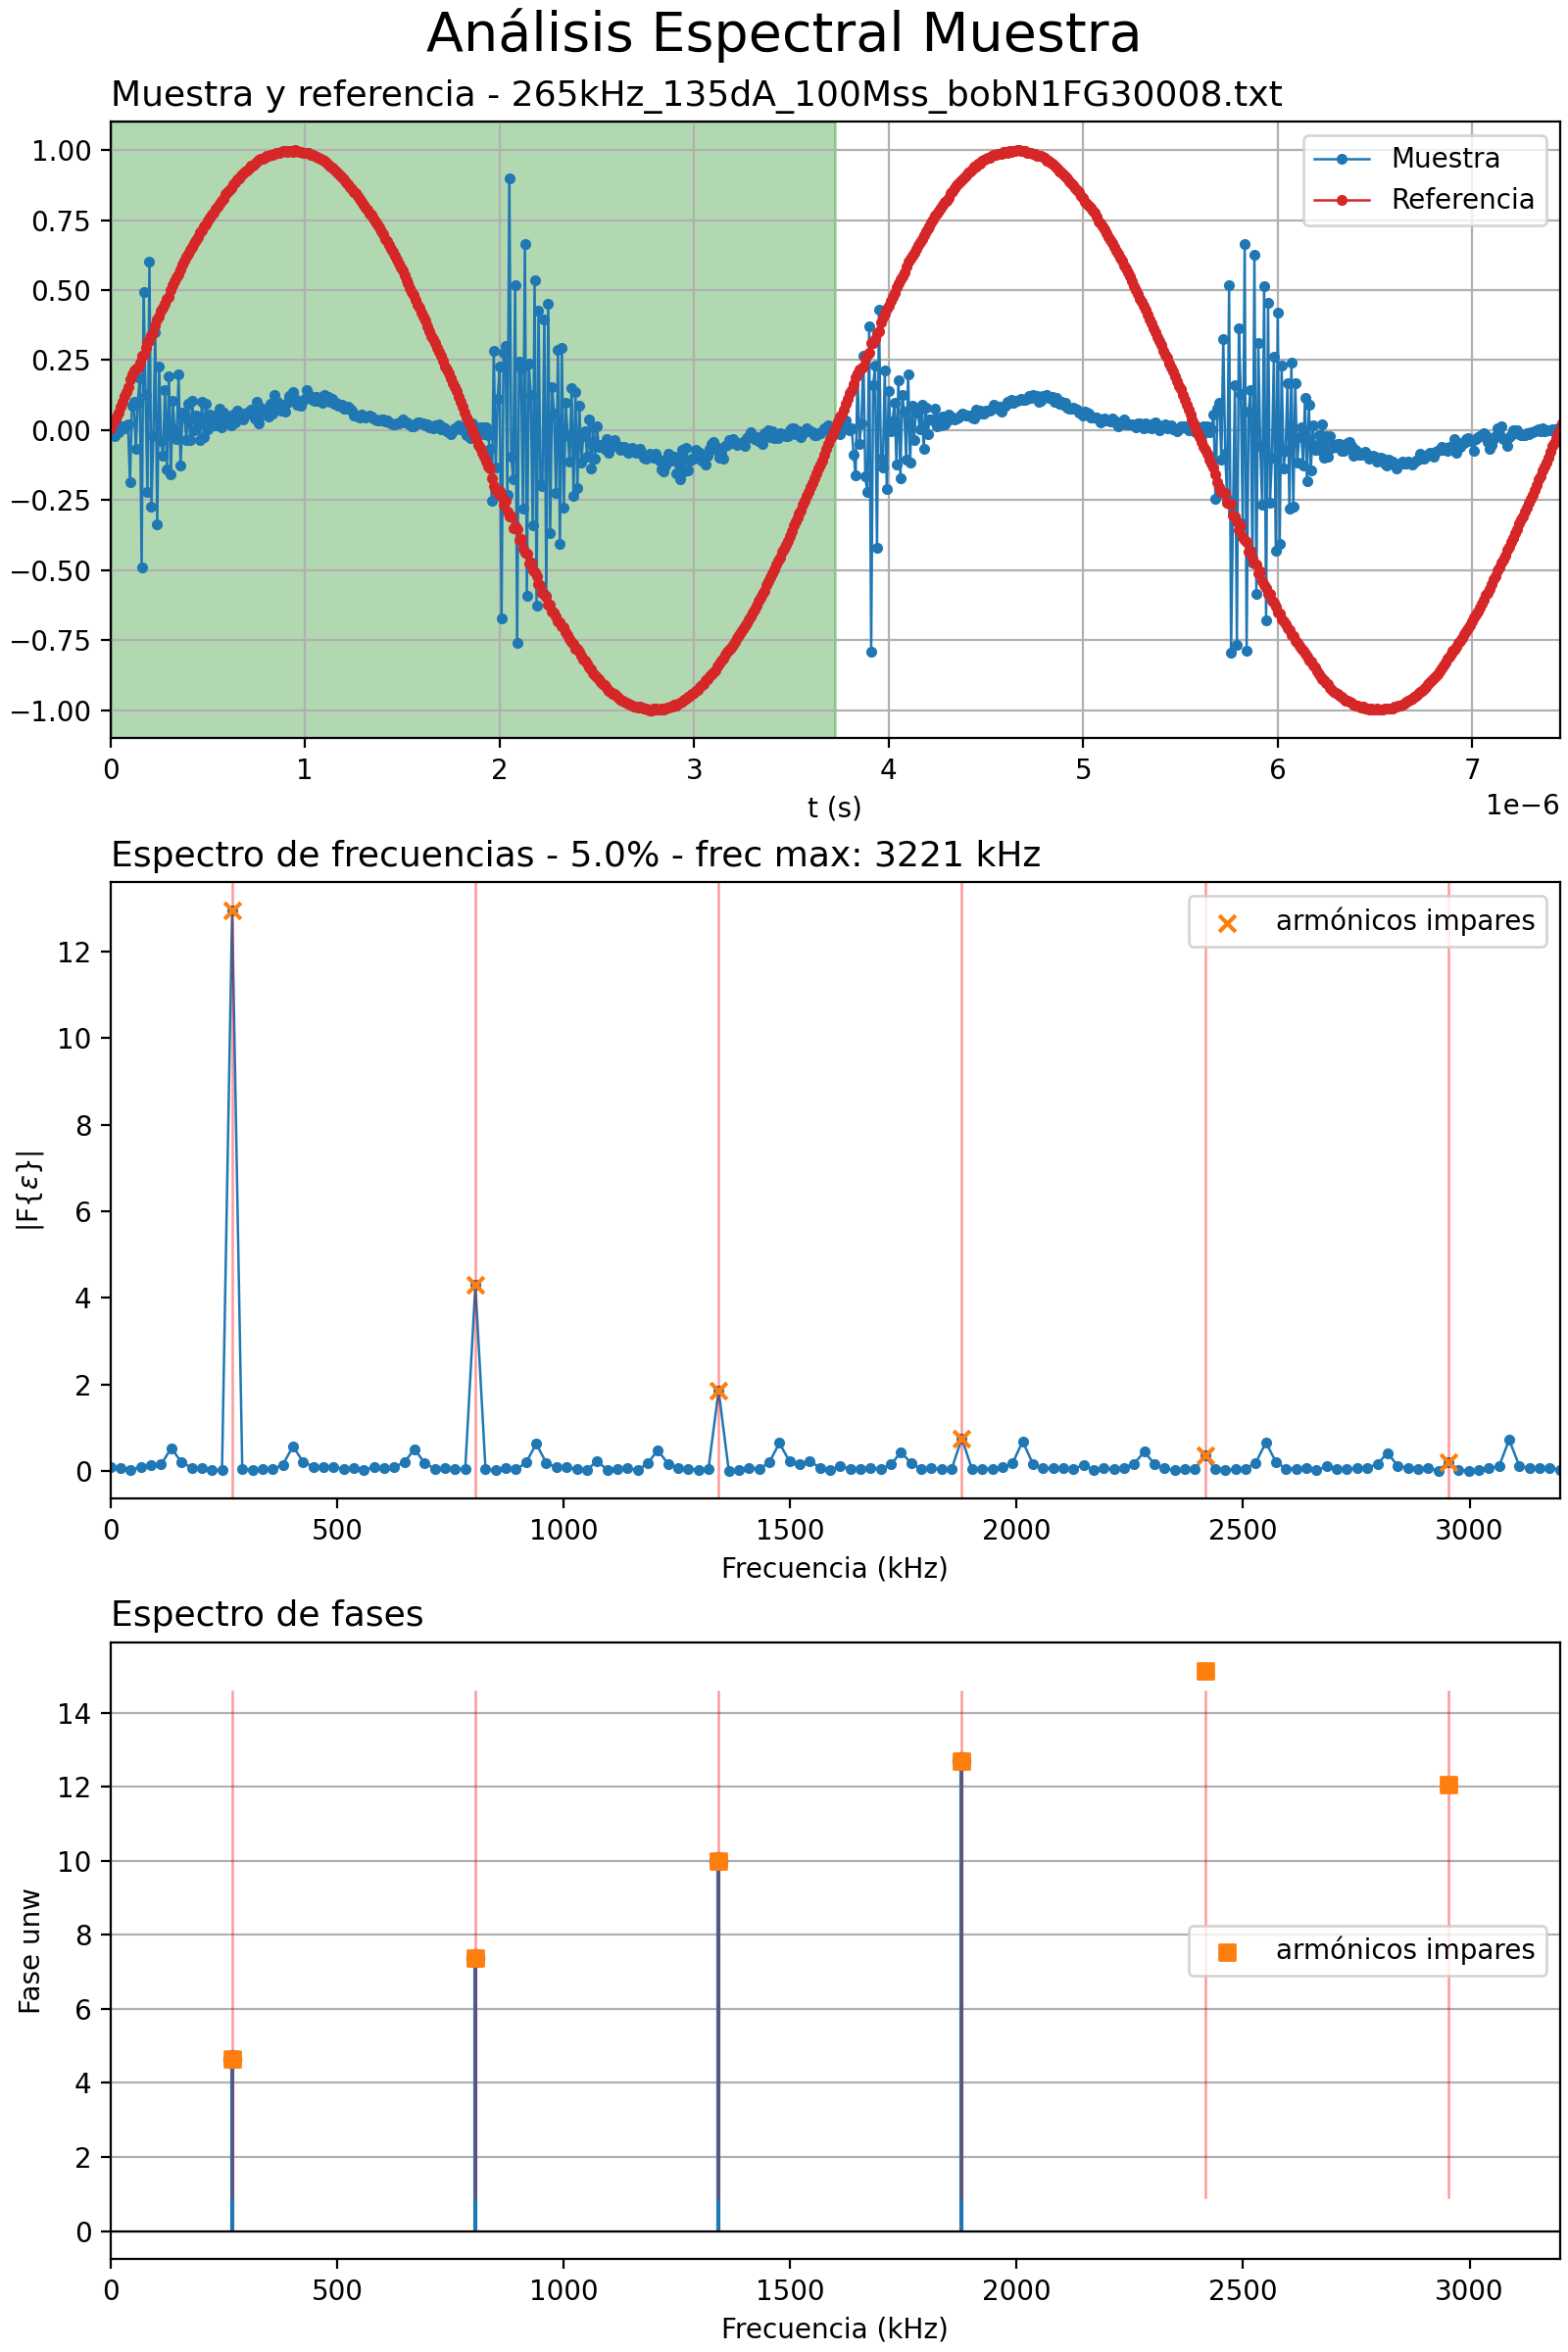 Análisis Espectral Muestra
Muestra y referencia - 265kHz_135dA_100Mss_bobN1FG30008.txt
1.00
0.75
0.50
0.25
0.00
−0.25
−0.50
−0.75
−1.00
Muestra
Referencia
0 1 2 3 4 5 6 7
t (s)
1e−6
Espectro de frecuencias - 5.0% - frec max: 3221 kHz
|F{ε}|
12
10
8
6
4
2
0
armónicos impares
0 500 1000 1500 2000 2500 3000
Frecuencia (kHz)
Espectro de fases
Fase unw
14
12
10
8
6
4
2
0
armónicos impares
0 500 1000 1500 2000 2500 3000
Frecuencia (kHz)